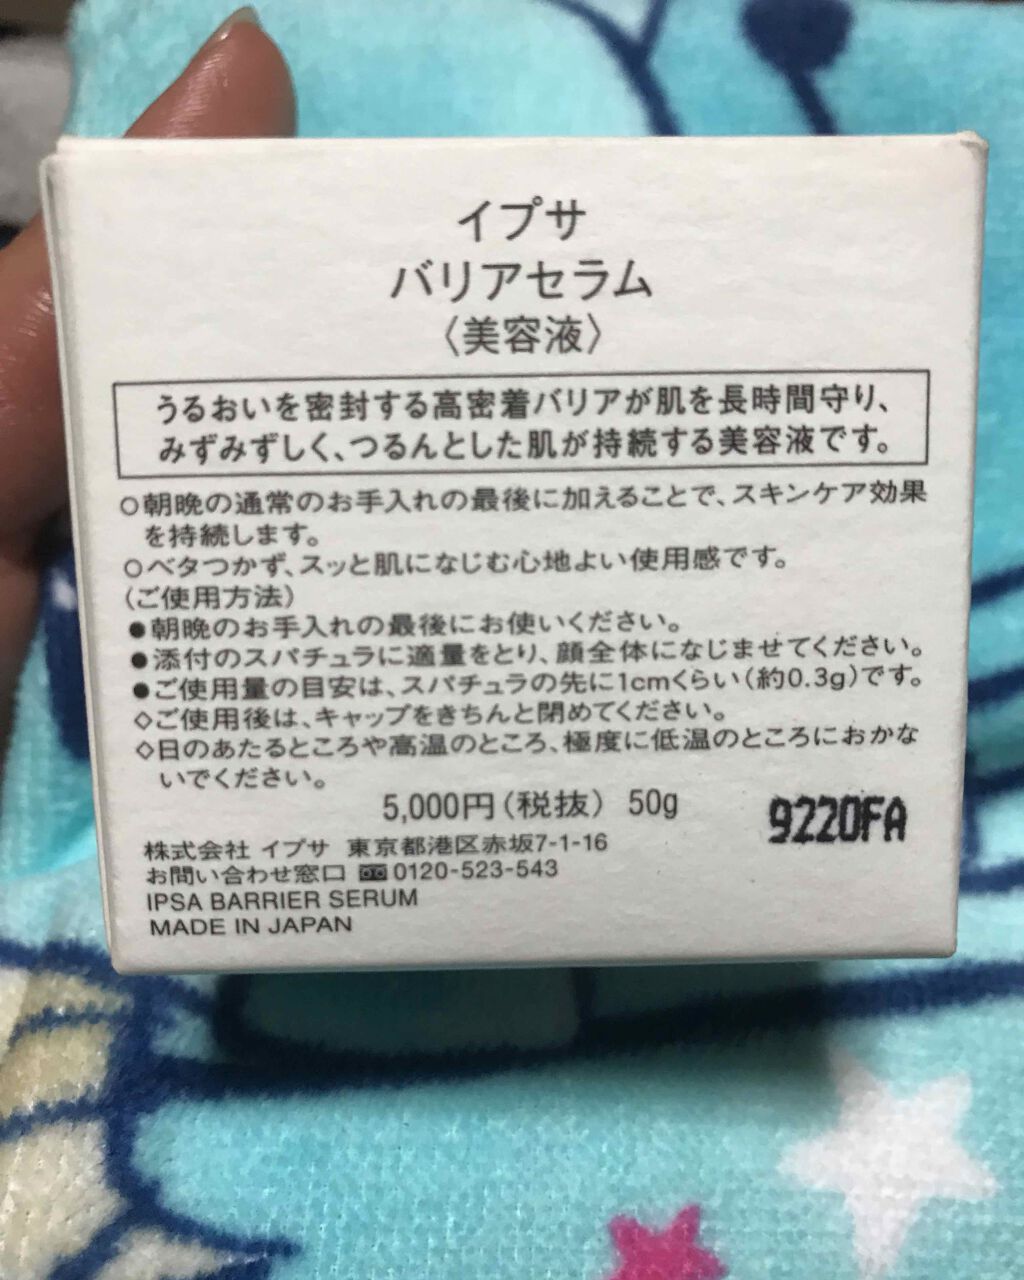 イプサ
バリアセラム
〈美容液〉
うるおいを密封する高密着バリアが肌を長時間守り、
みずみずしく、つるんとした肌が持続する美容液です。
○朝晩の通常のお手入れの最後に加えることで、スキンケア効果
を持続します。
○ベタつかず、スッと肌になじむ心地よい使用感です。
（ご使用方法）
●朝晩のお手入れの最後にお使いください。
●添付のスパチュラに適量をとり、顔全体になじませてください。
●ご使用量の目安は、スパチュラの先に1cmくらい（約0.3g）です。
◇ご使用後は、キャップをきちんと閉めてください。
◇日のあたるところや高温のところ、極度に低温のところにおかな
いでください。
5,000円（税抜） 50g
9220FA
株式会社 イプサ 東京都港区赤坂7-1-16
お問い合わせ窓口 0120-523-543
IPSA BARRIER SERUM
MADE IN JAPAN